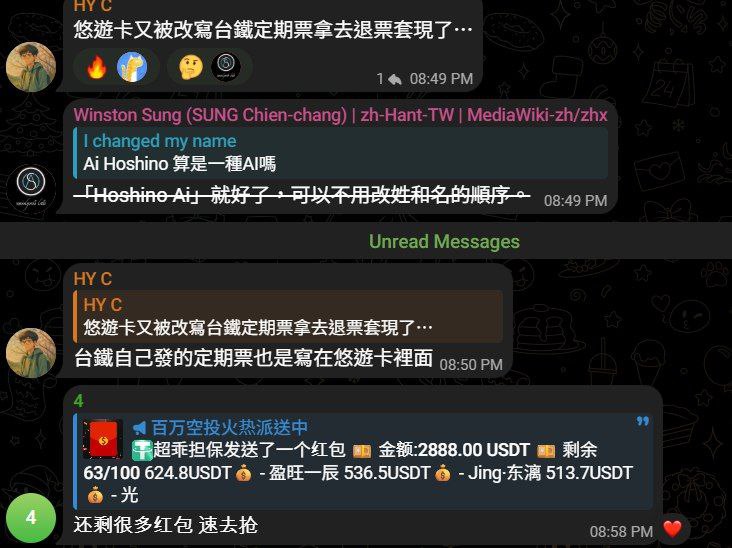 HY C
悠遊卡又被改寫台鐵定期票拿去退票套現了…
1 08:49 PM
Winston Sung (SUNG Chien-chang) | zh-Hant-TW | MediaWiki-zh/zhx
I changed my name
Ai Hoshino 算是一種AI嗎
「Hoshino Ai」就好了，可以不用改姓和名的順序。 08:49 PM
Unread Messages
HY C
HY C
悠遊卡又被改寫台鐵定期票拿去退票套現了…
台鐵自己發的定期票也是寫在悠遊卡裡面 08:50 PM
4
百万空投火热派送中
超乖担保发送了一个红包 金额:2888.00 USDT 剩余
63/100 624.8USDT - 盈旺一辰 536.5USDT - Jing·东漓 513.7USDT
- 光
4
还剩很多红包 速去抢 08:58 PM